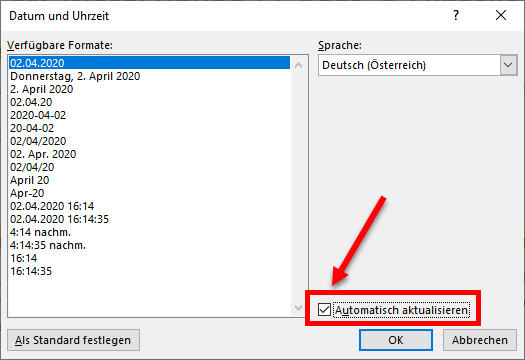 Datum und Uhrzeit ?
Verfügbare Formate:
02.04.2020
Donnerstag, 2. April 2020
2. April 2020
02.04.20
2020-04-02
20-04-02
02/04/2020
02. Apr. 2020
02/04/20
April 20
Apr-20
02.04.2020 16:14
02.04.2020 16:14:35
4:14 nachm.
4:14:35 nachm.
16:14
16:14:35
Sprache:
Deutsch (Österreich)
Automatisch aktualisieren
Als Standard festlegen
OK
Abbrechen